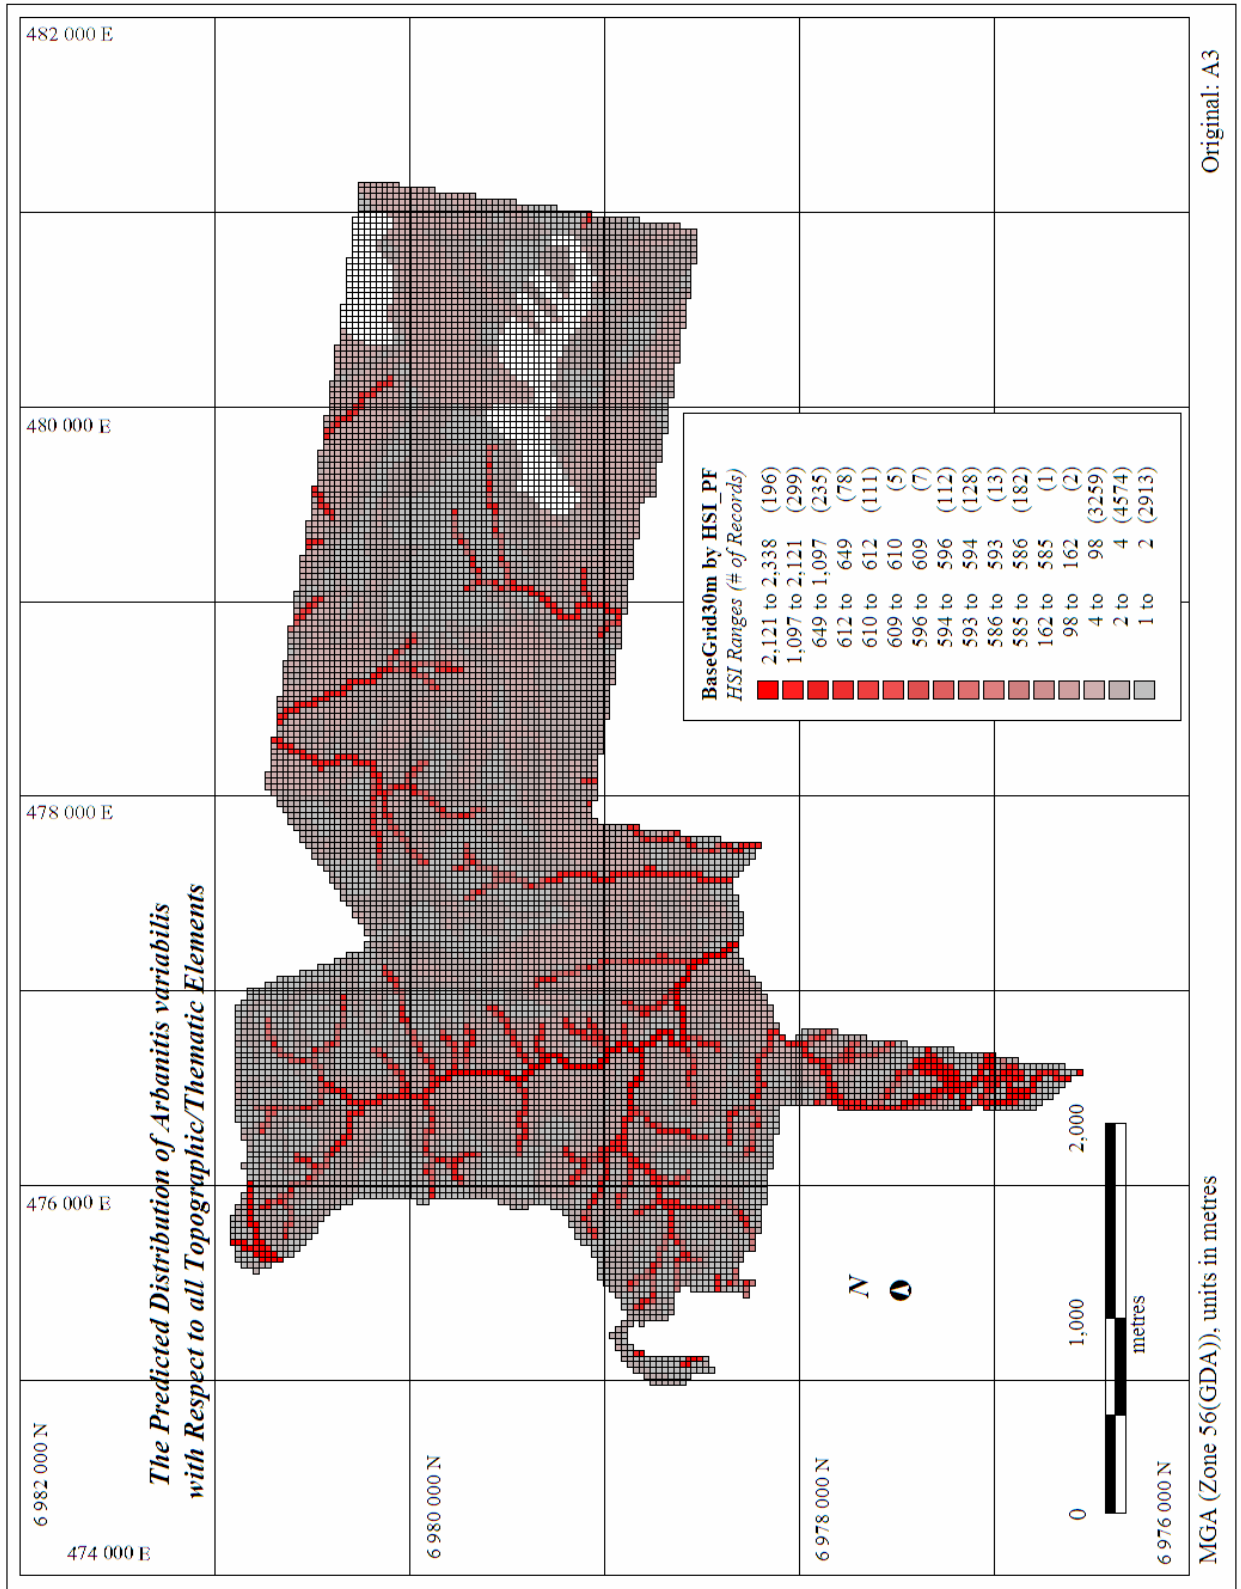 The Predicted Distribution of Arbanitis variabilis
with Respect to all Topographic/Thematic Elements
6 982 000 N
6 980 000 N
6 978 000 N
6 976 000 N
474 000 E
476 000 E
478 000 E
480 000 E
482 000 E
BaseGrid30m by HSI_PF
HSI Ranges (# of Records)
2,121 to 2,338 (196)
1,097 to 2,121 (299)
649 to 1,097 (235)
612 to 649 (78)
610 to 612 (111)
609 to 610 (5)
596 to 609 (7)
594 to 596 (112)
593 to 594 (128)
586 to 593 (13)
585 to 586 (182)
162 to 585 (1)
98 to 162 (2)
4 to 98 (3259)
2 to 4 (4574)
1 to 2 (2913)
N
0 1,000 2,000
metres
MGA (Zone 56(GDA)), units in metres
Original: A3